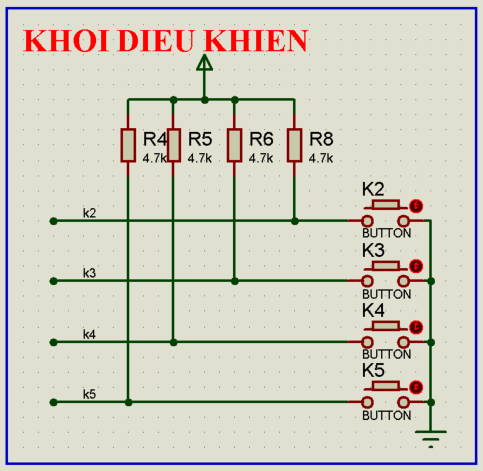 KHOI DIEU KHIEN
R4 R5 R6 R8
4.7k 4.7k 4.7k 4.7k
K2
k2
BUTTON
K3
k3
BUTTON
K4
k4
BUTTON
K5
k5
BUTTON